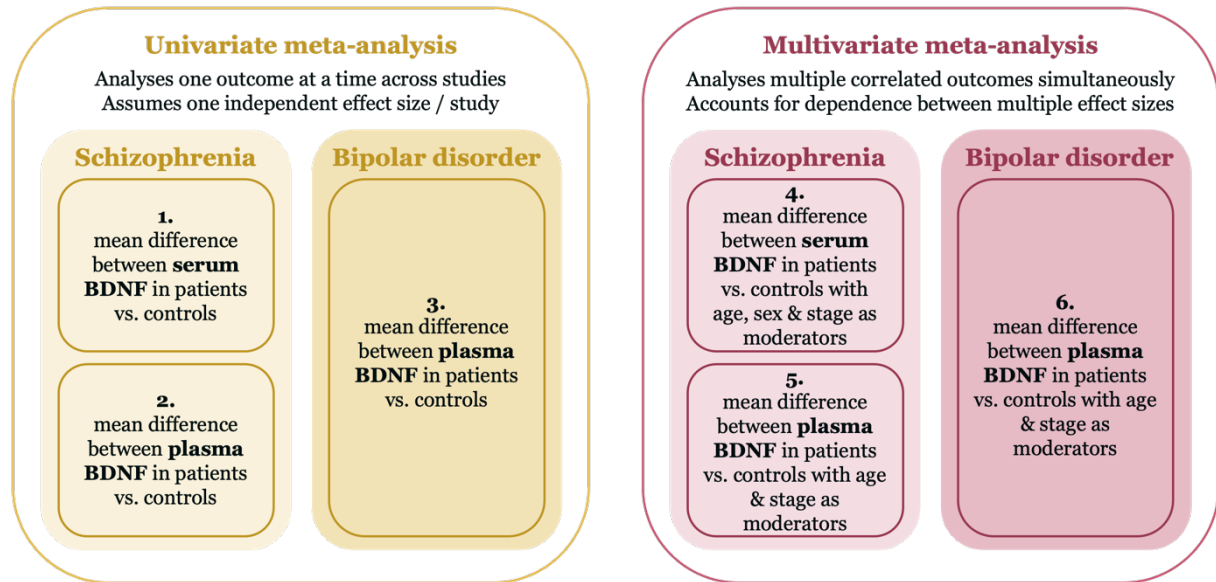 Univariate meta-analysis
Analyses one outcome at a time across studies
Assumes one independent effect size / study
Schizophrenia
1.
mean difference
between serum
BDNF in patients
vs. controls
2.
mean difference
between plasma
BDNF in patients
vs. controls
Bipolar disorder
3.
mean difference
between plasma
BDNF in patients
vs. controls
Multivariate meta-analysis
Analyses multiple correlated outcomes simultaneously
Accounts for dependence between multiple effect sizes
Schizophrenia
4.
mean difference
between serum
BDNF in patients
vs. controls with
age, sex & stage as
moderators
5.
mean difference
between plasma
BDNF in patients
vs. controls with age
& stage as
moderators
Bipolar disorder
6.
mean difference
between plasma
BDNF in patients
vs. controls with age
& stage as
moderators